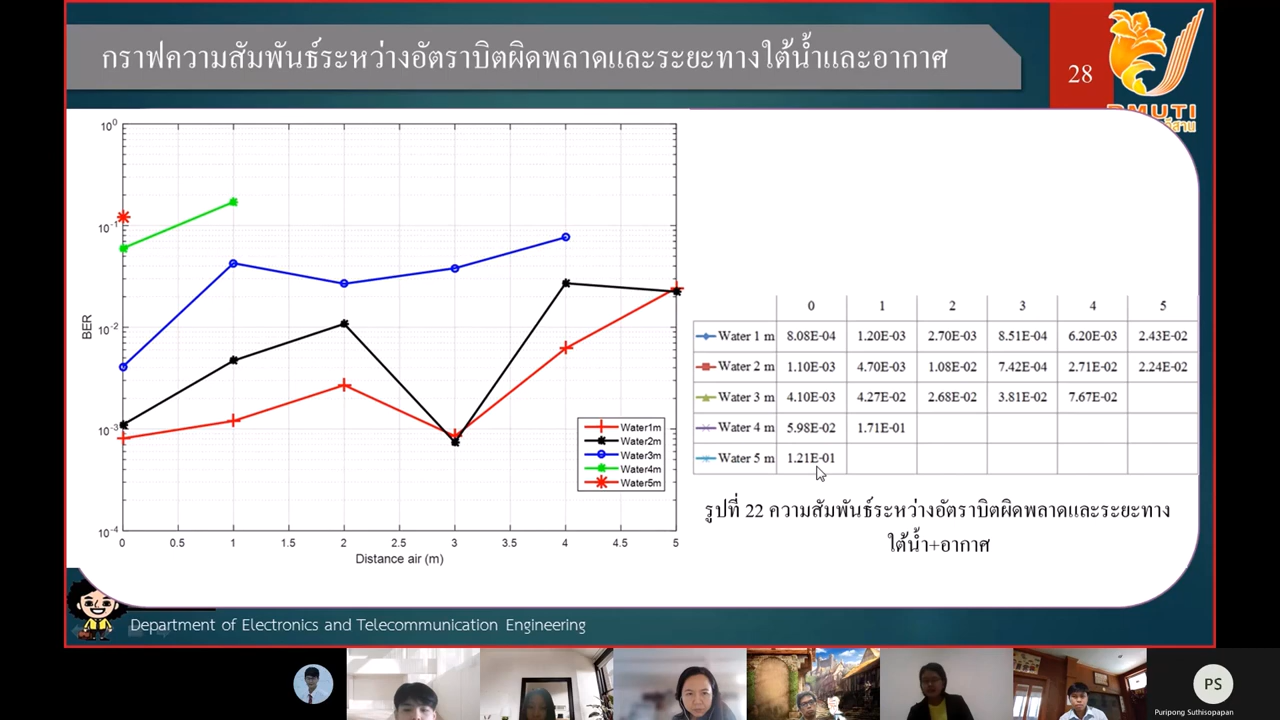 กราฟความสัมพันธ์ระหว่างอัตราบิตผิดพลาดและระยะทางใต้น้ำและอากาศ
28
RMUTI
10^0
10^-1
10^-2
10^-3
10^-4
BER
0 0.5 1 1.5 2 2.5 3 3.5 4 4.5 5
Distance air (m)
Water1m
Water2m
Water3m
Water4m
Water5m
0 1 2 3 4 5
Water 1 m 8.08E-04 1.20E-03 2.70E-03 8.51E-04 6.20E-03 2.43E-02
Water 2 m 1.10E-03 4.70E-03 1.08E-02 7.42E-04 2.71E-02 2.24E-02
Water 3 m 4.10E-03 4.27E-02 2.68E-02 3.81E-02 7.67E-02
Water 4 m 5.98E-02 1.71E-01
Water 5 m 1.21E-01
รูปที่ 22 ความสัมพันธ์ระหว่างอัตราบิตผิดพลาดและระยะทาง
ใต้น้ำ+อากาศ
Department of Electronics and Telecommunication Engineering
PS
Puripong Suthisopapan